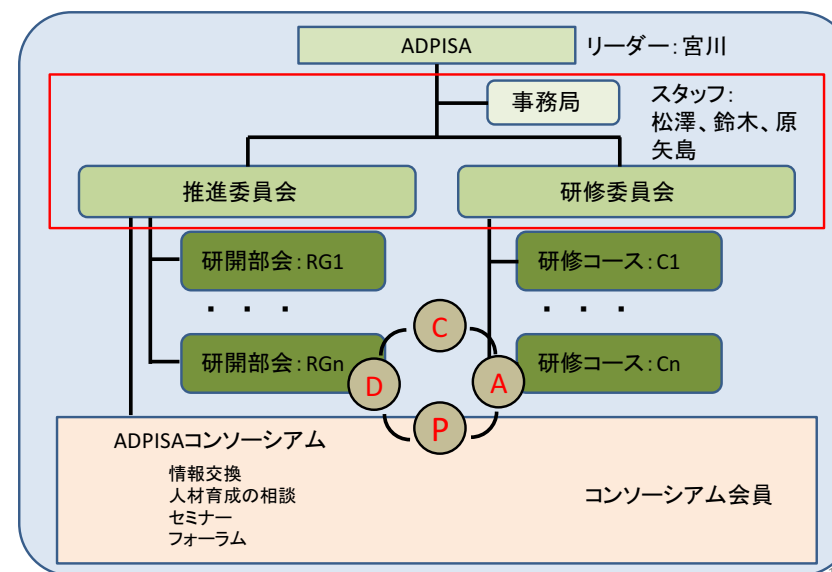 ADPISA
リーダー：宮川
事務局
スタッフ：
松澤、鈴木、原
矢島
推進委員会
研修委員会
研開部会：RG1
研修コース：C1
・　・　・
・　・　・
研開部会：RGn
研修コース：Cn
C
D
A
P
ADPISAコンソーシアム
情報交換
人材育成の相談
セミナー
フォーラム
コンソーシアム会員